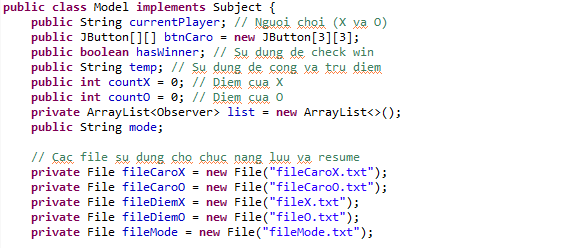 public class Model implements Subject {
public String currentPlayer; // Nguoi choi (X va O)
public JButton[][] btnCaro = new JButton[3][3];
public boolean hasWinner; // Su dung de check win
public String temp; // Su dung de cong va tru diem
public int countX = 0; // Diem cua X
public int countO = 0; // Diem cua O
private ArrayList<Observer> list = new ArrayList<>();
public String mode;
// Cac file su dung cho chuc nang luu va resume
private File fileCaroX = new File("fileCaroX.txt");
private File fileCaroO = new File("fileCaroO.txt");
private File fileDiemX = new File("fileX.txt");
private File fileDiemO = new File("fileO.txt");
private File fileMode = new File("fileMode.txt");